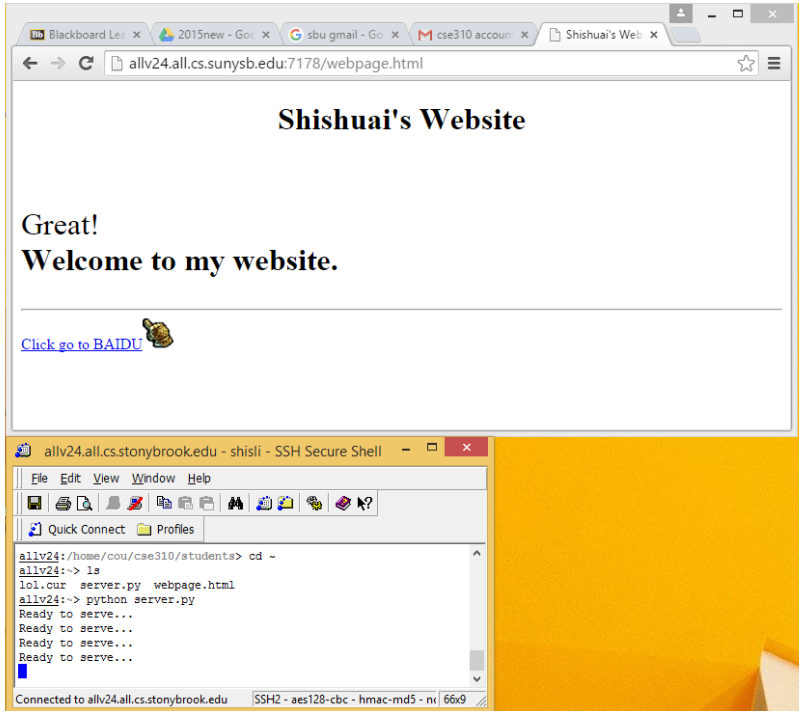 Bb Blackboard Lea
2015new - Goo
G sbu gmail - Go
M cse310 accoun
Shishuai's Web
allv24.all.cs.sunysb.edu:7178/webpage.html
Shishuai's Website
Great!
Welcome to my website.
Click go to BAIDU
allv24.all.cs.stonybrook.edu - shisli - SSH Secure Shell
File Edit View Window Help
Quick Connect Profiles
allv24:/home/cou/cse310/students> cd ~
allv24:~> ls
lol.cur server.py webpage.html
allv24:~> python server.py
Ready to serve...
Ready to serve...
Ready to serve...
Ready to serve...
Connected to allv24.all.cs.stonybrook.edu SSH2 - aes128-cbc - hmac-md5 - no 66x9